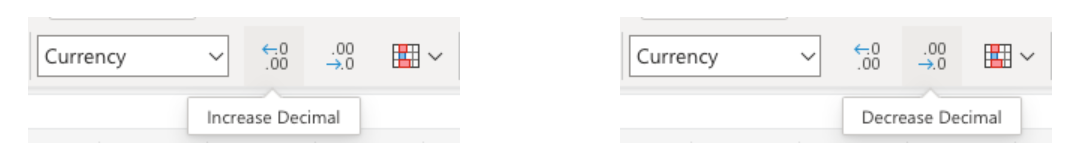 Currency ←0 .00 .00 →.0
Increase Decimal
Currency ←0 .00 .00 →.0
Decrease Decimal